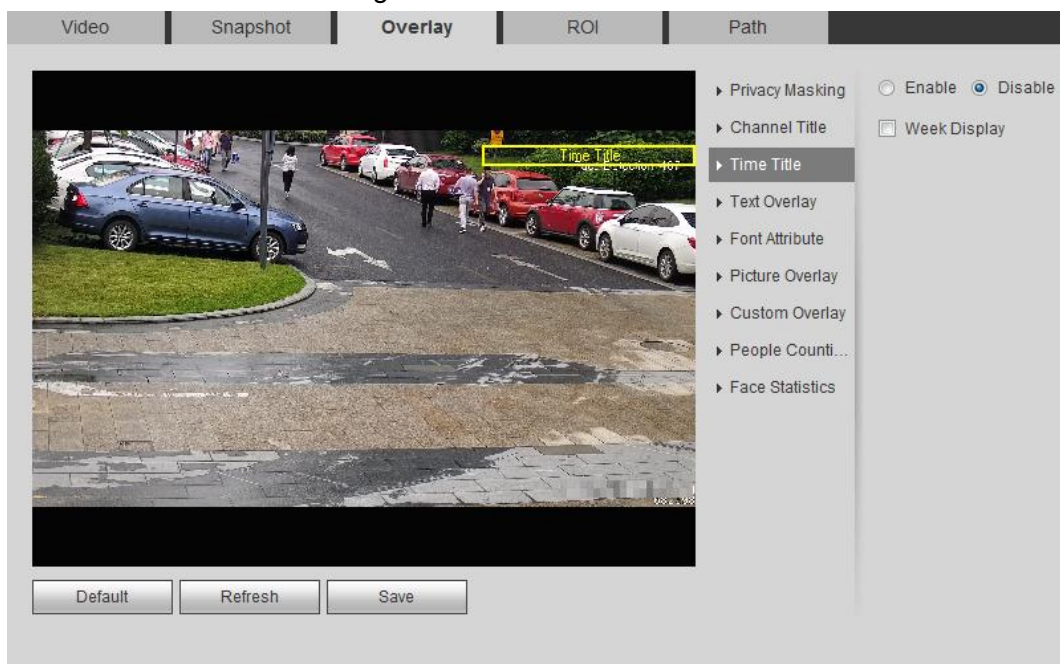 Video Snapshot Overlay ROI Path
Privacy Masking
Enable Disable
Channel Title
Week Display
Time Title
Time Title
Text Overlay
Font Attribute
Picture Overlay
Custom Overlay
People Counti...
Face Statistics
Default Refresh Save